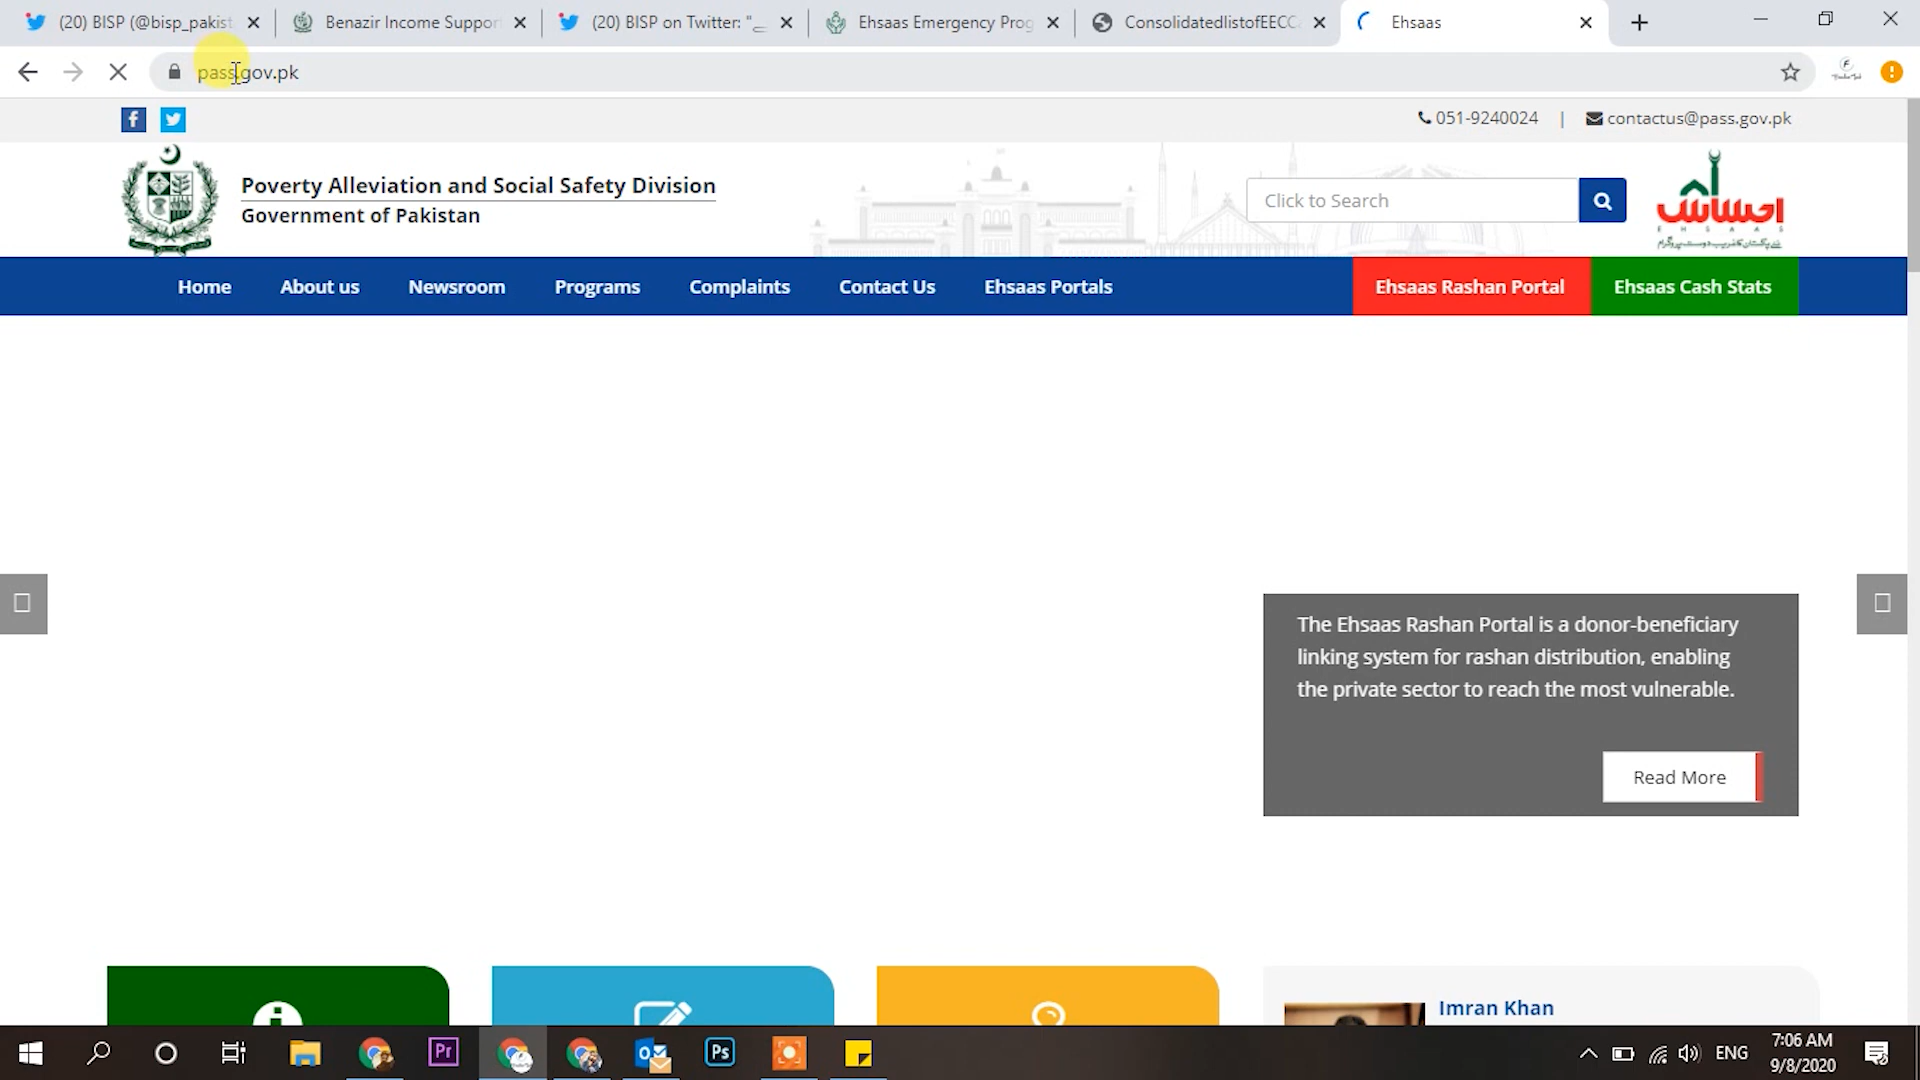 (20) BISP (@bisp_pakist
Benazir Income Suppor
(20) BISP on Twitter: "
Ehsaas Emergency Prog
ConsolidatedlistofEECC
Ehsaas
pass.gov.pk
051-9240024 | contactus@pass.gov.pk
Poverty Alleviation and Social Safety Division
Government of Pakistan
Click to Search
احساس
EHSAAS
Home
About us
Newsroom
Programs
Complaints
Contact Us
Ehsaas Portals
Ehsaas Rashan Portal
Ehsaas Cash Stats
The Ehsaas Rashan Portal is a donor-beneficiary
linking system for rashan distribution, enabling
the private sector to reach the most vulnerable.
Read More
Imran Khan
Pr
Ps
ENG
7:06 AM
9/8/2020